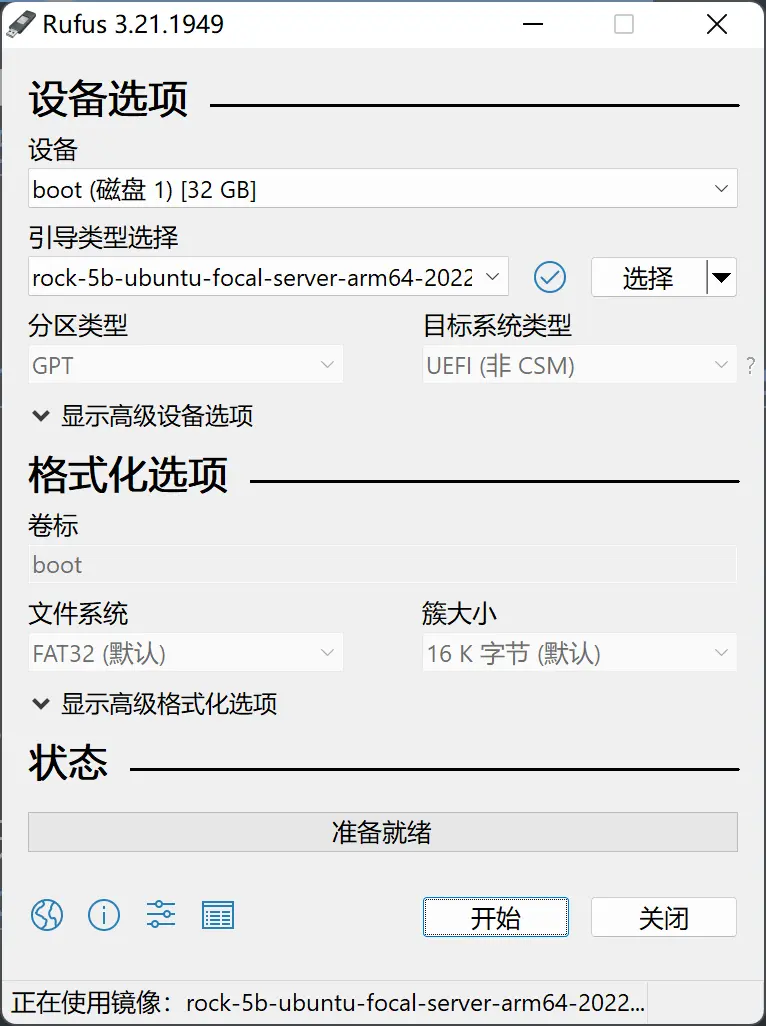 Rufus 3.21.1949
设备选项
设备
boot (磁盘 1) [32 GB]
引导类型选择
rock-5b-ubuntu-focal-server-arm64-2022
选择
分区类型
目标系统类型
GPT
UEFI (非 CSM)
?
显示高级设备选项
格式化选项
卷标
boot
文件系统
簇大小
FAT32 (默认)
16 K 字节 (默认)
显示高级格式化选项
状态
准备就绪
开始
关闭
正在使用镜像：rock-5b-ubuntu-focal-server-arm64-2022...